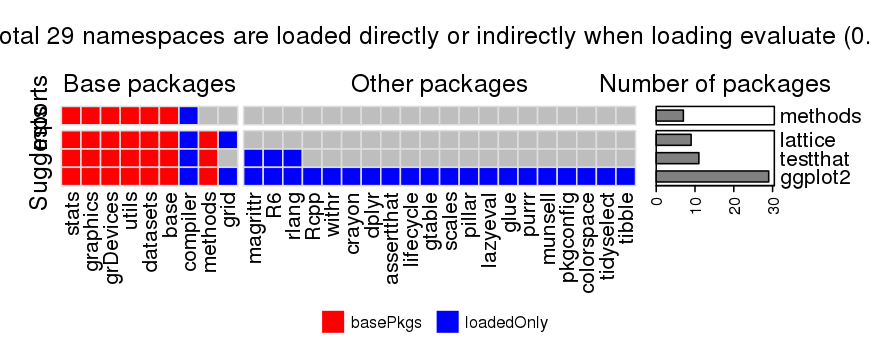 otal 29 namespaces are loaded directly or indirectly when loading evaluate (0.
Base packages
Other packages
Number of packages
Imports
Suggests
methods
lattice
testthat
ggplot2
stats
graphics
grDevices
utils
datasets
base
compiler
methods
grid
magrittr
R6
rlang
Rcpp
withr
crayon
dplyr
assertthat
lifecycle
gtable
scales
pillar
lazyeval
glue
purrr
munsell
pkgconfig
colorspace
tidyselect
tibble
0
10
20
30
basePkgs
loadedOnly